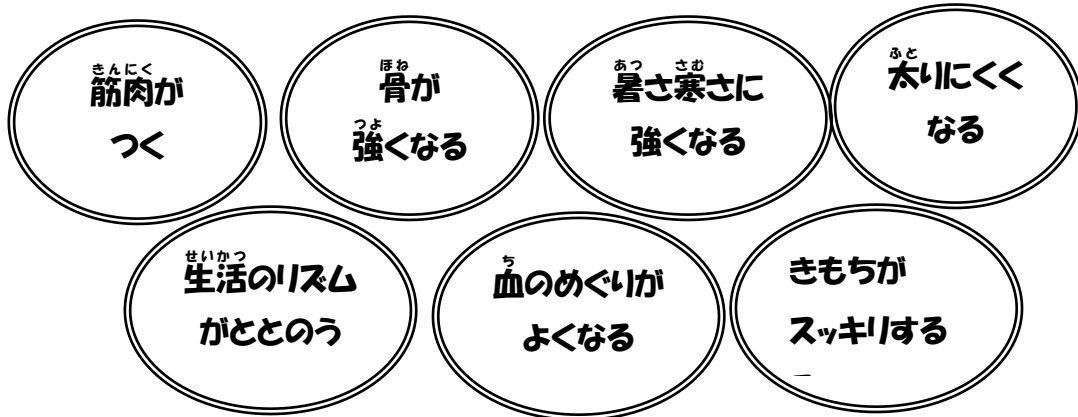 きんにく
筋肉が
つく
ほね
骨が
つよ
強くなる
あつ さむ
暑さ寒さに
強くなる
ふと
太りにくく
なる
せいかつ
生活のリズム
がととのう
ち
血のめぐりが
よくなる
きもちが
スッキリする